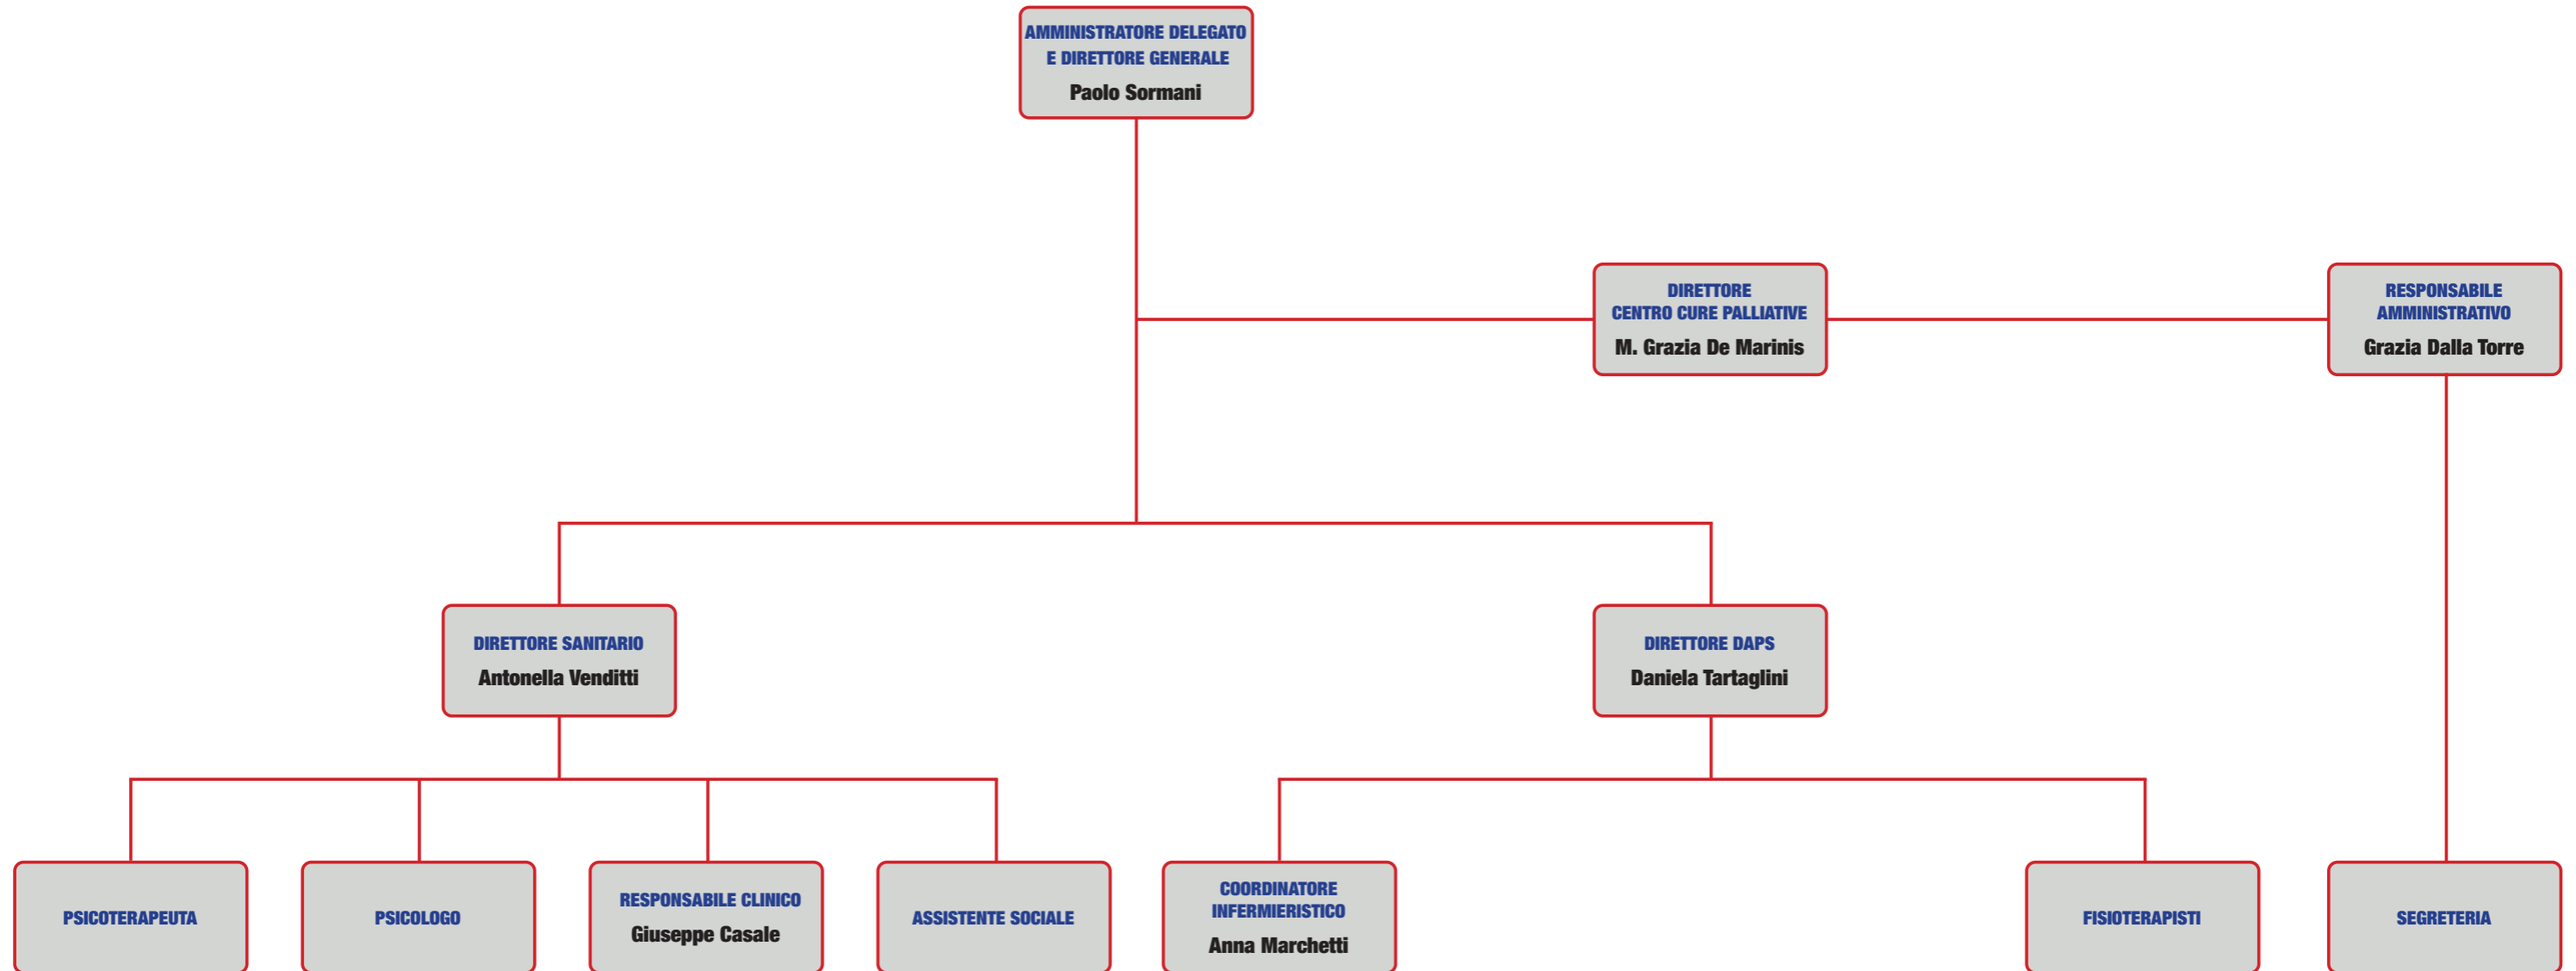 AMMINISTRATORE DELEGATO
E DIRETTORE GENERALE
Paolo Sormani
DIRETTORE
CENTRO CURE PALLIATIVE
M. Grazia De Marinis
RESPONSABILE
AMMINISTRATIVO
Grazia Dalla Torre
DIRETTORE SANITARIO
Antonella Venditti
DIRETTORE DAPS
Daniela Tartaglini
PSICOTERAPEUTA
PSICOLOGO
RESPONSABILE CLINICO
Giuseppe Casale
ASSISTENTE SOCIALE
COORDINATORE
INFERMIERISTICO
Anna Marchetti
FISIOTERAPISTI
SEGRETERIA